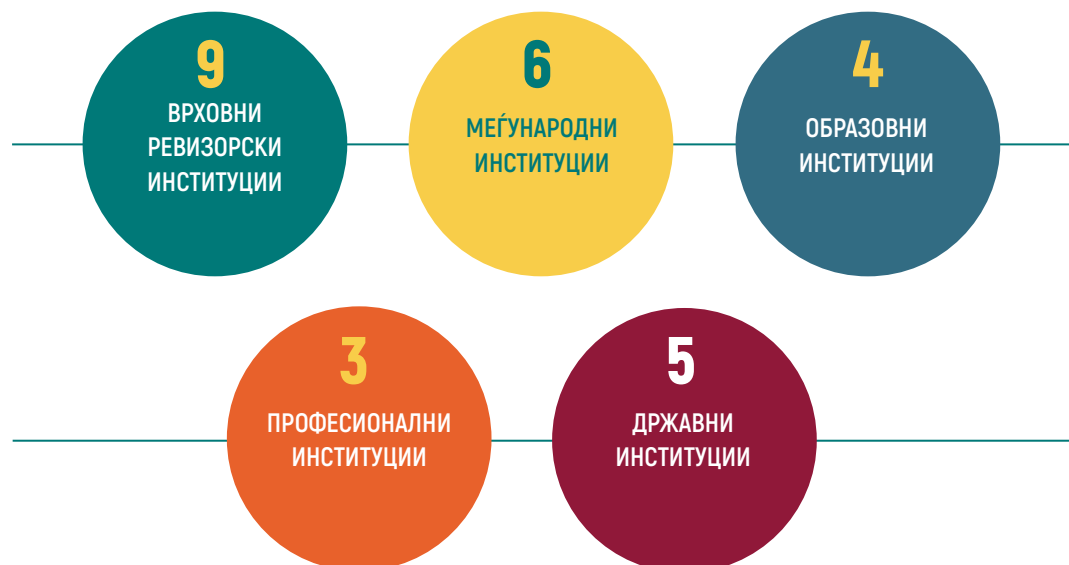 9
ВРХОВНИ
РЕВИЗОРСКИ
ИНСТИТУЦИИ
6
МЕЃУНАРОДНИ
ИНСТИТУЦИИ
4
ОБРАЗОВНИ
ИНСТИТУЦИИ
3
ПРОФЕСИОНАЛНИ
ИНСТИТУЦИИ
5
ДРЖАВНИ
ИНСТИТУЦИИ